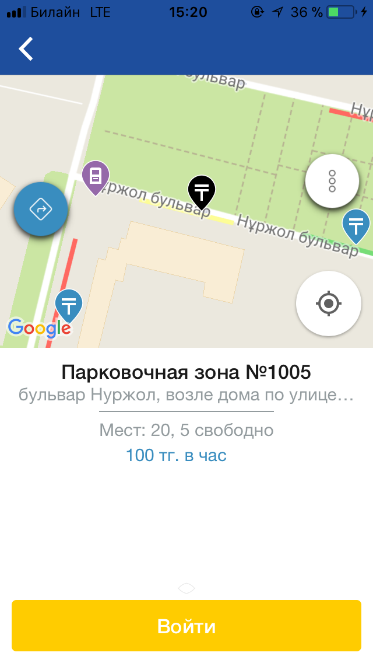 Билайн LTE 15:20 36 %
бульвар
Нұржол бульвар
Нұржол бульвар
Google
Парковочная зона №1005
бульвар Нуржол, возле дома по улице…
Мест: 20, 5 свободно
100 тг. в час
Войти